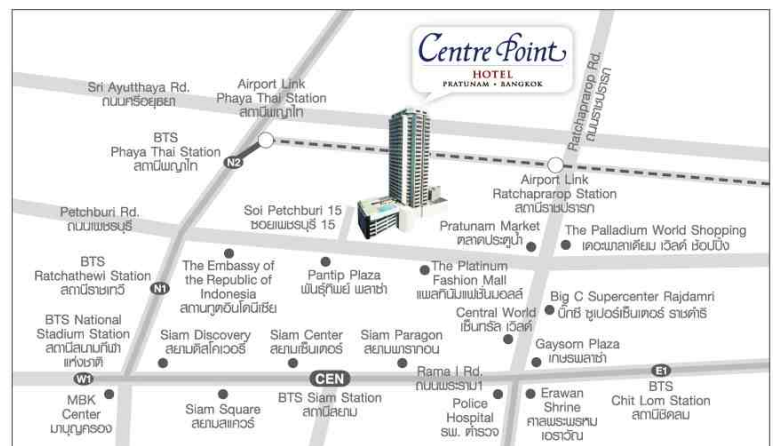 Centre Point
HOTEL
PRATUNAM • BANGKOK
Sri Ayutthaya Rd.
ถนนศรีอยุธยา
Airport Link
Phaya Thai Station
สถานีพญาไท
Ratchaprarop Rd.
ถนนราชปรารภ
BTS
Phaya Thai Station
สถานีพญาไท
N2
Airport Link
Ratchaprarop Station
สถานีราชปรารภ
Petchburi Rd.
ถนนเพชรบุรี
Soi Petchburi 15
ซอยเพชรบุรี 15
Pratunam Market
ตลาดประตูน้ำ
The Palladium World Shopping
เดอะพาลาเดียม เวิลด์ ช้อปปิ้ง
BTS
Ratchathewi Station
สถานีราชเทวี
N1
The Embassy of
the Republic of
Indonesia
สถานทูตอินโดนีเซีย
Pantip Plaza
พันธุ์ทิพย์ พลาซ่า
The Platinum
Fashion Mall
แพลทินัมแฟชั่นมอลล์
Big C Supercenter Rajdamri
บิ๊กซี ซูเปอร์เซ็นเตอร์ ราชดำริ
BTS National
Stadium Station
สถานีสนามกีฬา
แห่งชาติ
W1
Siam Discovery
สยามดิสโคเวอรี่
Siam Center
สยามเซ็นเตอร์
Siam Paragon
สยามพารากอน
Central World
เซ็นทรัล เวิลด์
Gaysorn Plaza
เกษรพลาซ่า
CEN
Rama I Rd.
ถนนพระราม1
E1
MBK
Center
มาบุญครอง
Siam Square
สยามสแควร์
BTS Siam Station
สถานีสยาม
Police
Hospital
รพ. ตำรวจ
Erawan
Shrine
ศาลพระพรหม
เอราวัณ
BTS
Chit Lom Station
สถานีชิดลม